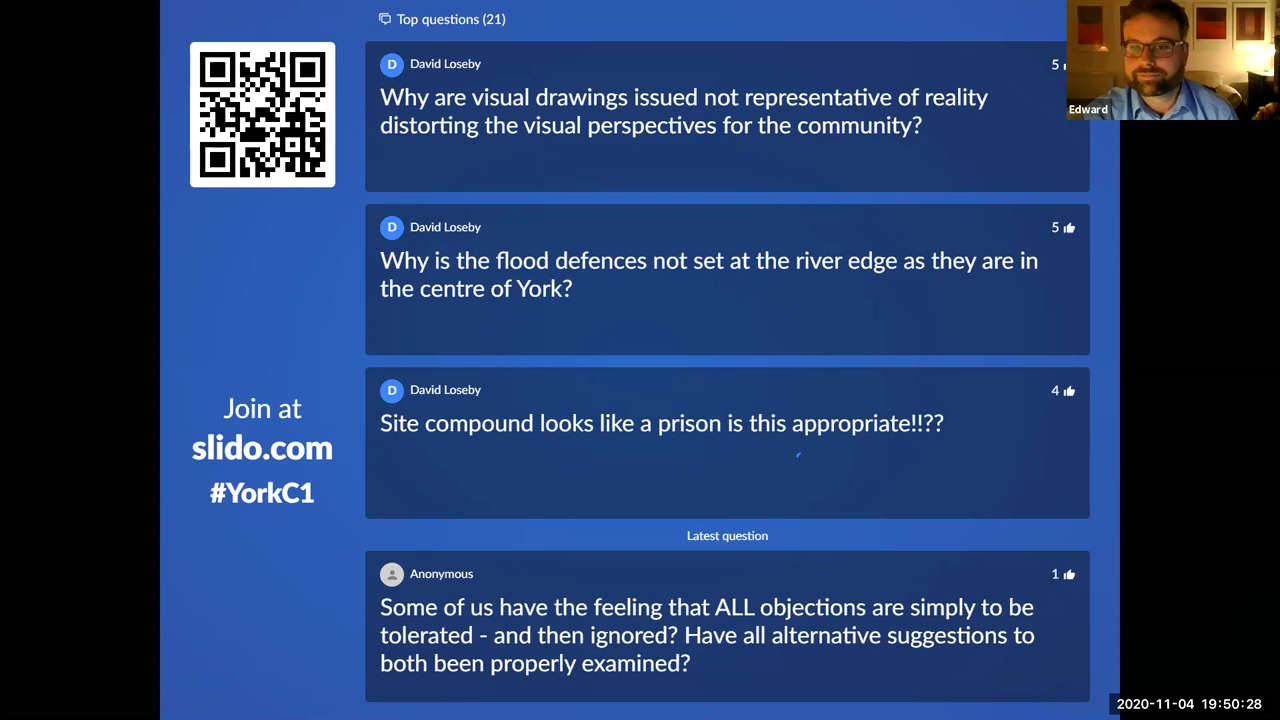 Top questions (21)
D David Loseby
5
Why are visual drawings issued not representative of reality
distorting the visual perspectives for the community?
Edward
D David Loseby
5
Why is the flood defences not set at the river edge as they are in
the centre of York?
D David Loseby
4
Site compound looks like a prison is this appropriate!!??
Join at
slido.com
#YorkC1
Latest question
Anonymous
1
Some of us have the feeling that ALL objections are simply to be
tolerated - and then ignored? Have all alternative suggestions to
both been properly examined?
2020-11-04 19:50:28